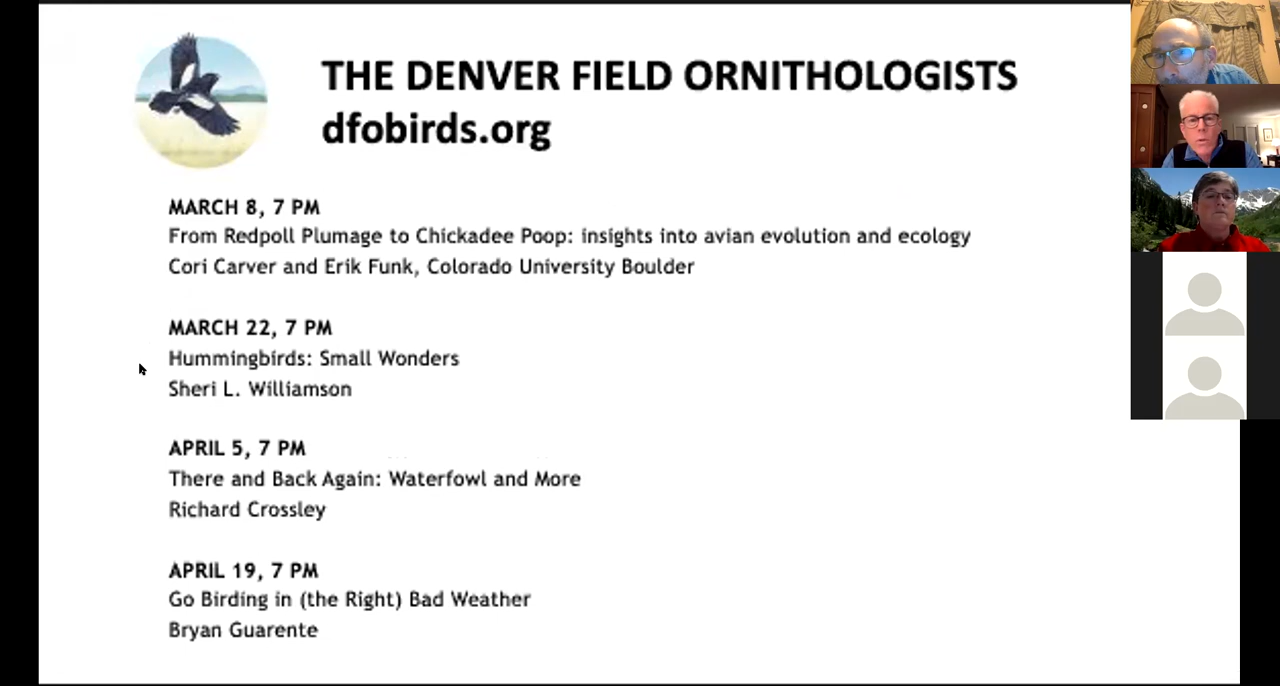 THE DENVER FIELD ORNITHOLOGISTS
dfobirds.org
MARCH 8, 7 PM
From Redpoll Plumage to Chickadee Poop: insights into avian evolution and ecology
Cori Carver and Erik Funk, Colorado University Boulder
MARCH 22, 7 PM
Hummingbirds: Small Wonders
Sheri L. Williamson
APRIL 5, 7 PM
There and Back Again: Waterfowl and More
Richard Crossley
APRIL 19, 7 PM
Go Birding in (the Right) Bad Weather
Bryan Guarente